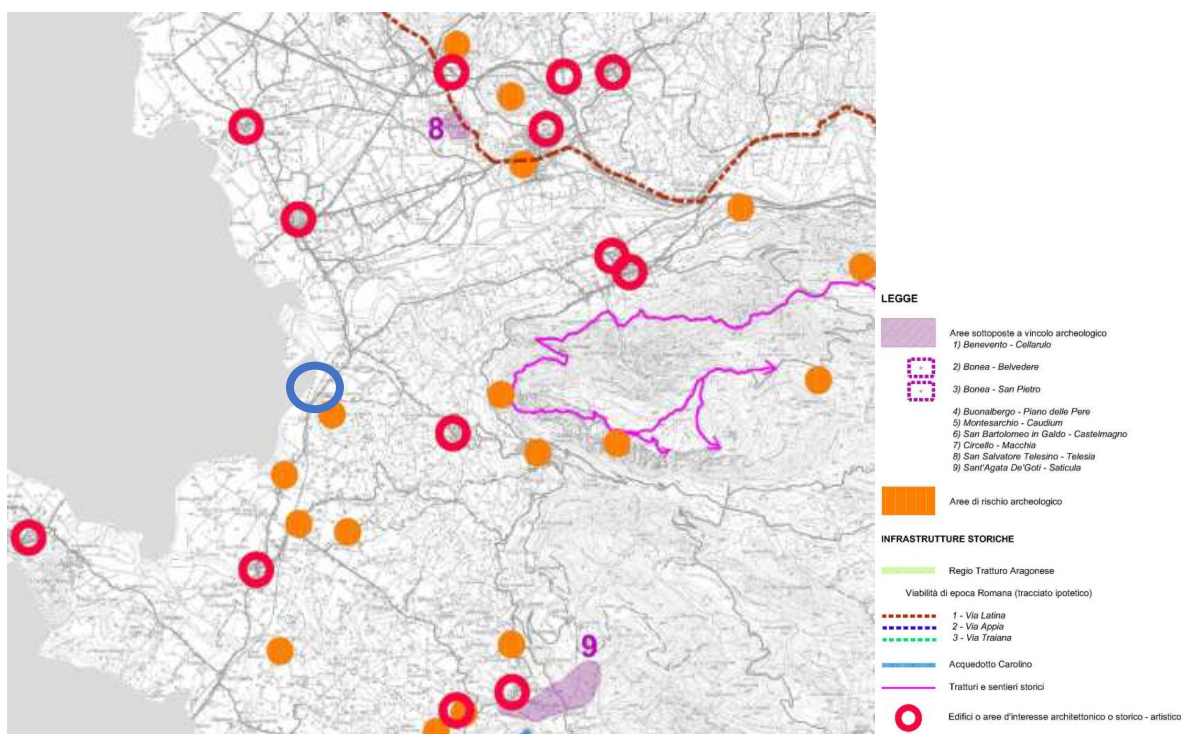 8
9
LEGGE
Aree sottoposte a vincolo archeologico
1) Benevento - Cellarulo
2) Bonea - Belvedere
3) Bonea - San Pietro
4) Buonalbergo - Piano delle Pere
5) Montesarchio - Caudium
6) San Bartolomeo in Galdo - Castelmagno
7) Circello - Macchia
8) San Salvatore Telesino - Telesia
9) Sant'Agata De'Goti - Saticula
Aree di rischio archeologico
INFRASTRUTTURE STORICHE
Regio Tratturo Aragonese
Viabilità di epoca Romana (tracciato ipotetico)
1 - Via Latina
2 - Via Appia
3 - Via Traiana
Acquedotto Carolino
Tratturi e sentieri storici
Edifici o aree d'interesse architettonico o storico - artistico